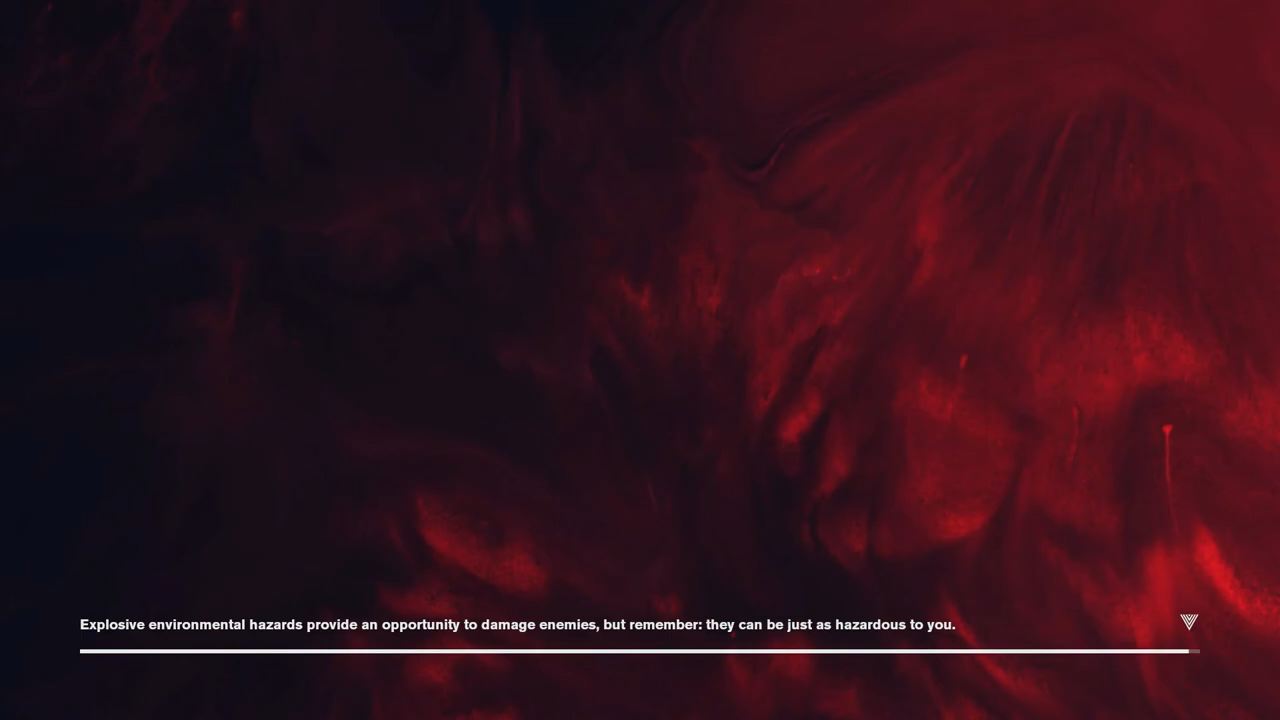 Explosive environmental hazards provide an opportunity to damage enemies, but remember: they can be just as hazardous to you.